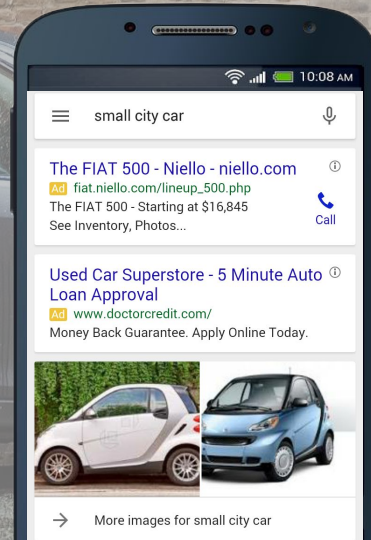 10:08 AM
small city car
The FIAT 500 - Niello - niello.com
Ad fiat.niello.com/lineup_500.php
The FIAT 500 - Starting at $16,845
See Inventory, Photos...
Call
Used Car Superstore - 5 Minute Auto
Loan Approval
Ad www.doctorcredit.com/
Money Back Guarantee. Apply Online Today.
More images for small city car